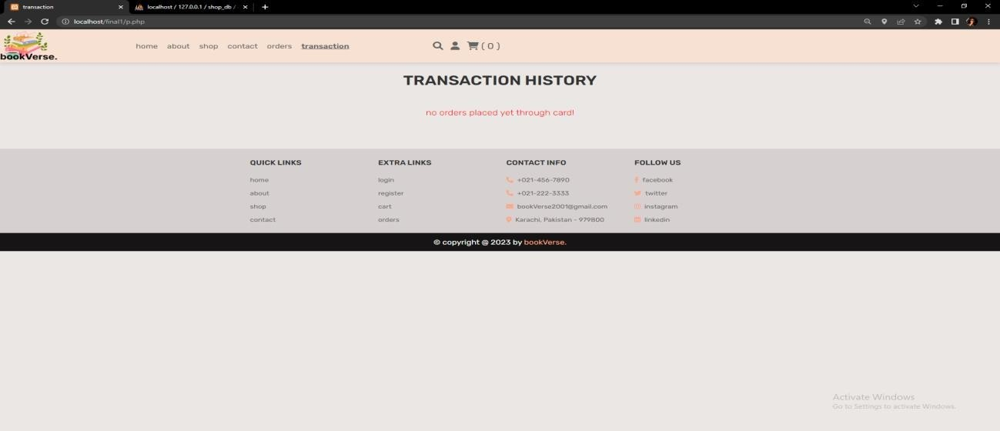 transaction
localhost / 127.0.0.1 / shop_db /
localhost/final1/p.php
bookVerse.
home about shop contact orders transaction
( 0 )
TRANSACTION HISTORY
no orders placed yet through card!
QUICK LINKS
home
about
shop
contact
EXTRA LINKS
login
register
cart
orders
CONTACT INFO
+021-456-7890
+021-222-3333
bookVerse2001@gmail.com
Karachi, Pakistan - 979800
FOLLOW US
facebook
twitter
instagram
linkedin
© copyright @ 2023 by bookVerse.
Activate Windows
Go to Settings to activate Windows.